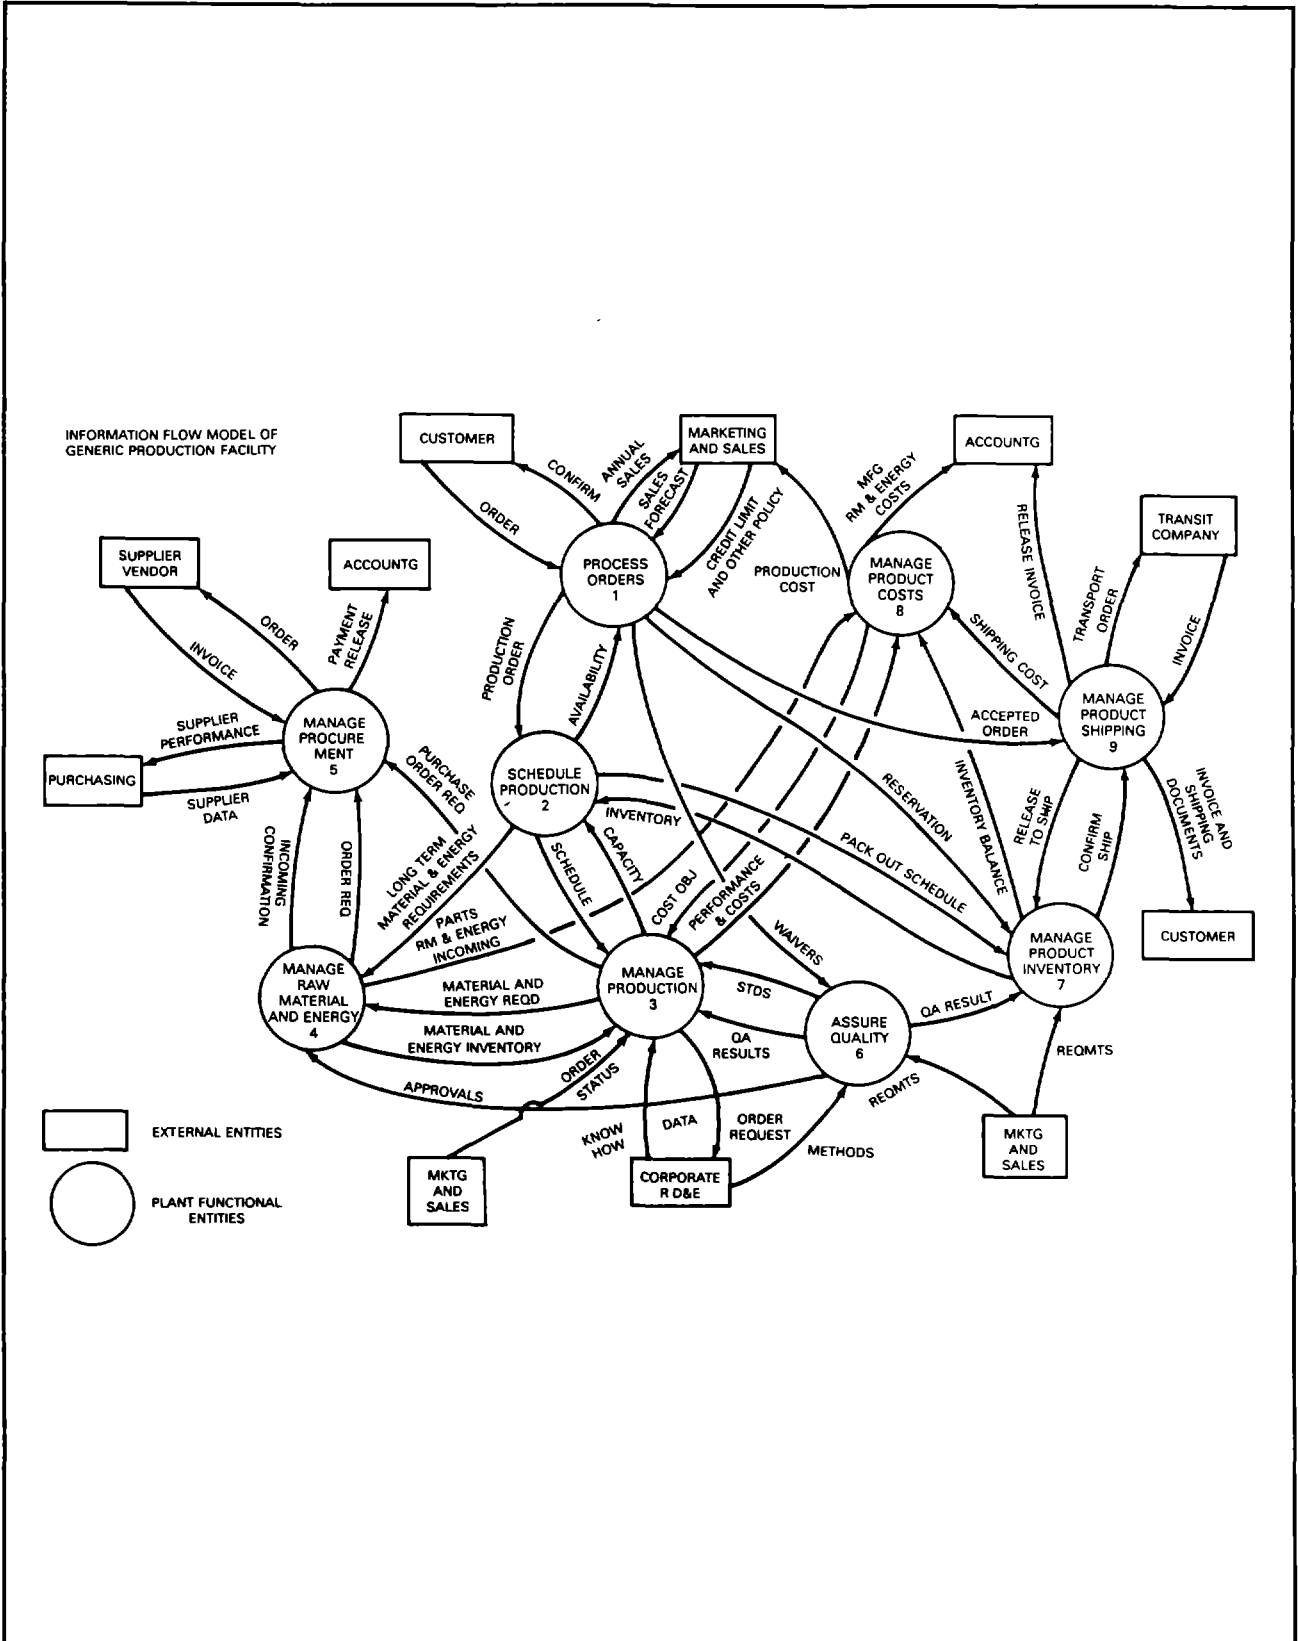 INFORMATION FLOW MODEL OF
GENERIC PRODUCTION FACILITY
CUSTOMER
MARKETING
AND SALES
ACCOUNTG
CONFIRM
ORDER
ANNUAL
SALES
SALES
FORECAST
CREDIT LIMIT
AND OTHER POLICY
MFG
RM & ENERGY
COSTS
RELEASE INVOICE
TRANSIT
COMPANY
SUPPLIER
VENDOR
ACCOUNTG
PROCESS
ORDERS
1
PRODUCTION
COST
MANAGE
PRODUCT
COSTS
8
TRANSPORT
ORDER
INVOICE
ORDER
INVOICE
PAYMENT
RELEASE
PRODUCTION
ORDER
AVAILABILITY
SHIPPING COST
SUPPLIER
PERFORMANCE
MANAGE
PROCURE
MENT
5
PURCHASING
SUPPLIER
DATA
PURCHASE
ORDER REQ
SCHEDULE
PRODUCTION
2
INVENTORY
ACCEPTED
ORDER
MANAGE
PRODUCT
SHIPPING
9
RESERVATION
INVENTORY BALANCE
RELEASE
TO SHIP
CONFIRM
SHIP
INVOICE AND
SHIPPING
DOCUMENTS
INCOMING
CONFIRMATION
ORDER REQ
LONG TERM
MATERIAL & ENERGY
REQUIREMENTS
SCHEDULE
CAPACITY
COST OBJ
PERFORMANCE
& COSTS
PACK OUT SCHEDULE
PARTS
RM & ENERGY
INCOMING
WAIVERS
CUSTOMER
MANAGE
RAW
MATERIAL
AND ENERGY
4
MATERIAL AND
ENERGY REQD
MANAGE
PRODUCTION
3
STDS
MANAGE
PRODUCT
INVENTORY
7
MATERIAL AND
ENERGY INVENTORY
QA
RESULTS
ASSURE
QUALITY
6
QA RESULT
ORDER
STATUS
APPROVALS
REQMTS
REQMTS
KNOW
HOW
DATA
ORDER
REQUEST
METHODS
EXTERNAL ENTITIES
MKTG
AND
SALES
CORPORATE
R D&E
MKTG
AND
SALES
PLANT FUNCTIONAL
ENTITIES